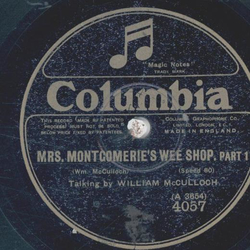 Magic Notes
TRADE MARK.
Columbia
THIS RECORD MADE BY PATENTED
PROCESS MUST NOT BE SOLD
BELOW PRICE FIXED BY PATENTEES.
COLUMBIA GRAPHOPHONE CO.
LIMITED, LONDON, E.C.1
MADE IN ENGLAND.
MRS. MONTGOMERIE'S WEE SHOP. PART 1
(Wm. McCulloch) (Speed 80)
Talking by WILLIAM McCULLOCH
(A 3854)
4057